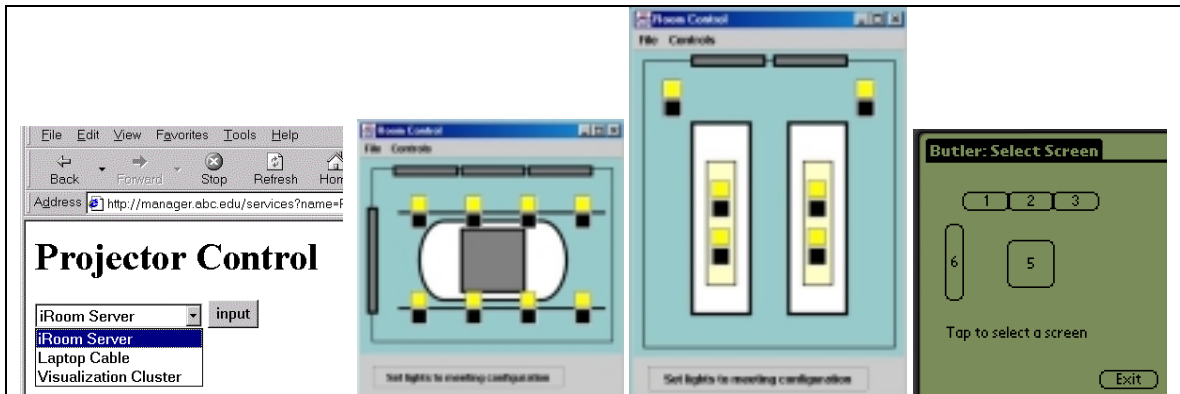 File Edit View Favorites Tools Help
Back Forward Stop Refresh Hom
Address http://manager.abc.edu/services?name=F
Projector Control
iRoom Server input
iRoom Server
Laptop Cable
Visualization Cluster
Room Control
File Controls
Set lights to meeting configuration
iRoom Control
File Controls
Set lights to meeting configuration
Butler: Select Screen
1 2 3
6 5
Tap to select a screen
Exit